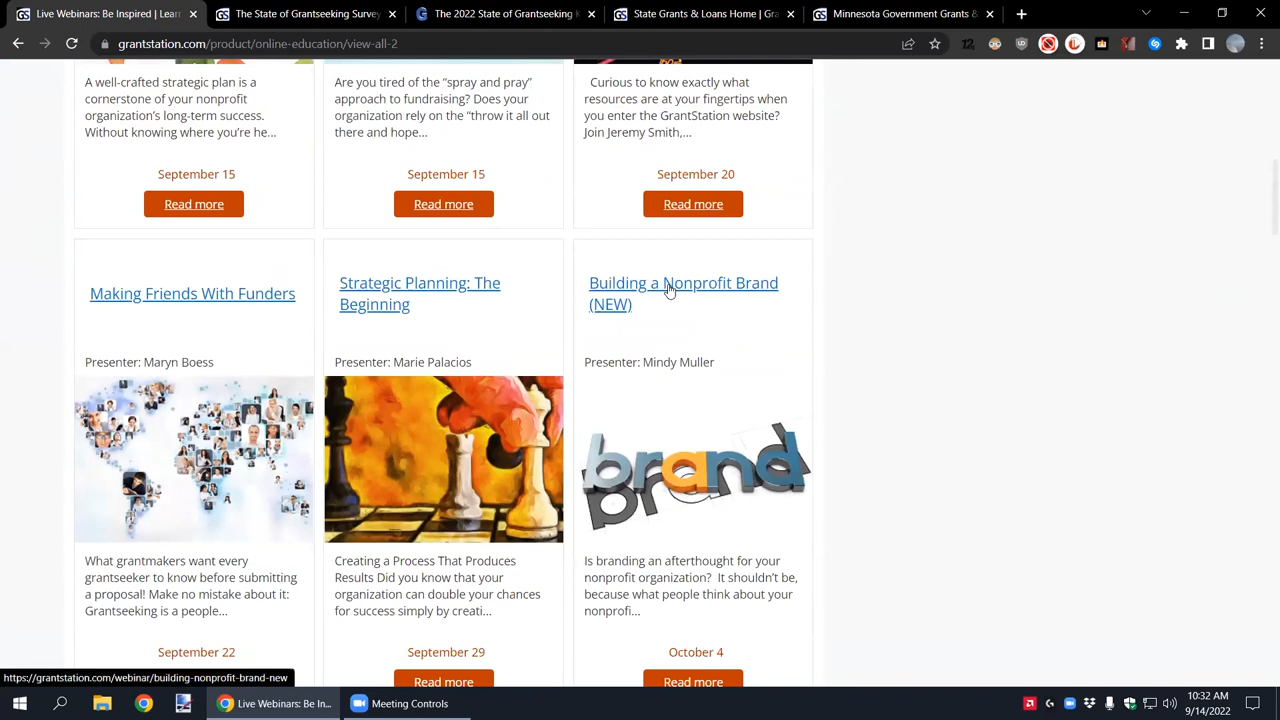 Live Webinars: Be Inspired | Learn
The State of Grantseeking Survey
The 2022 State of Grantseeking
State Grants & Loans Home | Gra
Minnesota Government Grants &
grantstation.com/product/online-education/view-all-2
A well-crafted strategic plan is a
cornerstone of your nonprofit
organization's long-term success.
Without knowing where you're he...
September 15
Read more
Are you tired of the “spray and pray”
approach to fundraising? Does your
organization rely on the “throw it all out
there and hope...
September 15
Read more
Curious to know exactly what
resources are at your fingertips when
you enter the GrantStation website?
Join Jeremy Smith,...
September 20
Read more
Making Friends With Funders
Presenter: Maryn Boess
What grantmakers want every
grantseeker to know before submitting
a proposal! Make no mistake about it:
Grantseeking is a people...
September 22
Strategic Planning: The
Beginning
Presenter: Marie Palacios
Creating a Process That Produces
Results Did you know that your
organization can double your chances
for success simply by creati...
September 29
Read more
Building a Nonprofit Brand
(NEW)
Presenter: Mindy Muller
brand
brand
Is branding an afterthought for your
nonprofit organization? It shouldn't be,
because what people think about your
nonprofi...
October 4
Read more
https://grantstation.com/webinar/building-nonprofit-brand-new
Live Webinars: Be In...
Meeting Controls
10:32 AM
9/14/2022